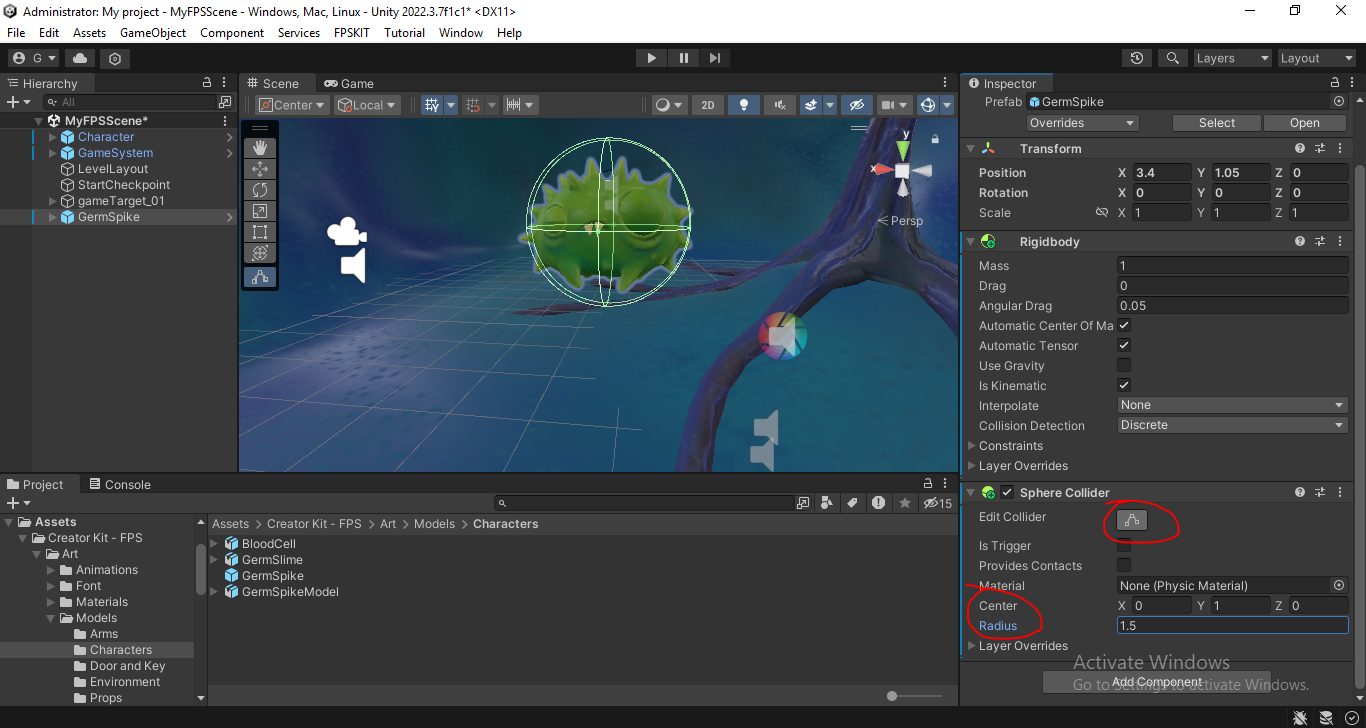 Administrator: My project - MyFPSScene - Windows, Mac, Linux - Unity 2022.3.7f1c1* <DX11>
File Edit Assets GameObject Component Services FPSKIT Tutorial Window Help
G Layers Layout
Hierarchy
All
MyFPSScene*
Character
GameSystem
LevelLayout
StartCheckpoint
gameTarget_01
GermSpike
Scene Game
Center Local 2D
y
x
Persp
Inspector
Prefab GermSpike
Overrides Select Open
Transform
Position X 3.4 Y 1.05 Z 0
Rotation X 0 Y 0 Z 0
Scale X 1 Y 1 Z 1
Rigidbody
Mass 1
Drag 0
Angular Drag 0.05
Automatic Center Of Ma
Automatic Tensor
Use Gravity
Is Kinematic
Interpolate None
Collision Detection Discrete
Constraints
Layer Overrides
Sphere Collider
Edit Collider
Is Trigger
Provides Contacts
Material None (Physic Material)
Center X 0 Y 1 Z 0
Radius 1.5
Layer Overrides
Add Component
Activate Windows
Go to Settings to activate Windows.
Project Console
15
Assets
Creator Kit - FPS
Art
Animations
Font
Materials
Models
Arms
Characters
Door and Key
Environment
Props
Assets > Creator Kit - FPS > Art > Models > Characters
BloodCell
GermSlime
GermSpike
GermSpikeModel